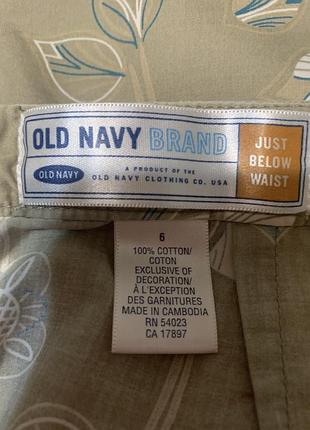 OLD NAVY BRAND
JUST
BELOW
WAIST
OLD NAVY
A PRODUCT OF THE
OLD NAVY CLOTHING CO. USA
6
100% COTTON/
COTON
EXCLUSIVE OF
DECORATION/
À L'EXCEPTION
DES GARNITURES
MADE IN CAMBODIA
RN 54023
CA 17897